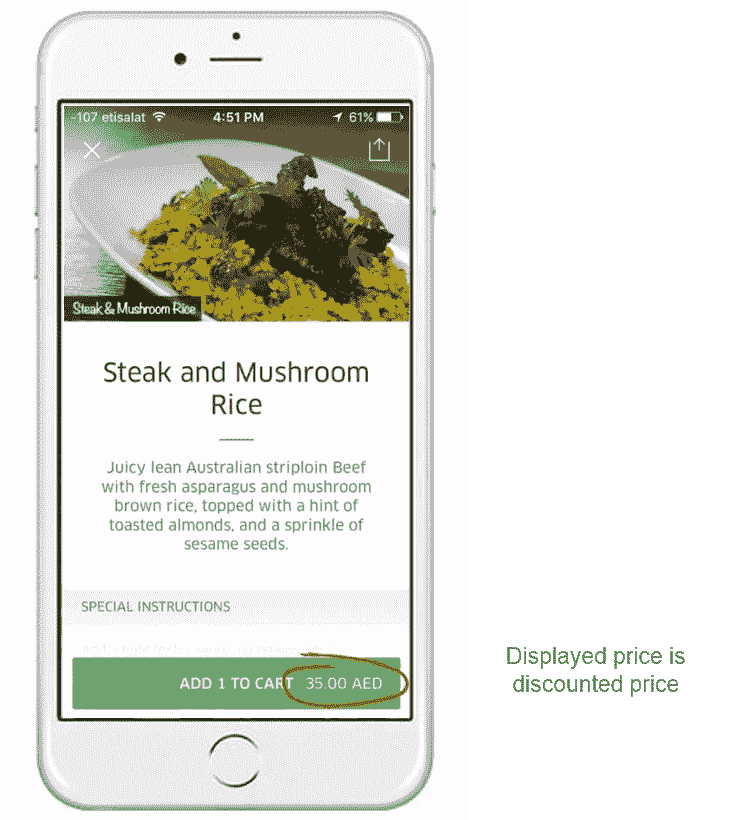 -107 etisalat
4:51 PM
61%
Steak & Mushroom Rice
Steak and Mushroom
Rice
Juicy lean Australian striploin Beef
with fresh asparagus and mushroom
brown rice, topped with a hint of
toasted almonds, and a sprinkle of
sesame seeds.
SPECIAL INSTRUCTIONS
ADD 1 TO CART 35.00 AED
Displayed price is
discounted price